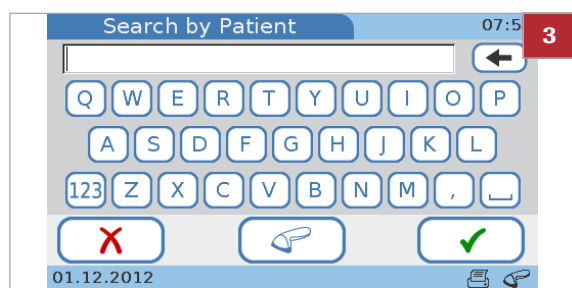 Search by Patient 07:5
3
Q W E R T Y U I O P
A S D F G H J K L
123 Z X C V B N M ,
01.12.2012